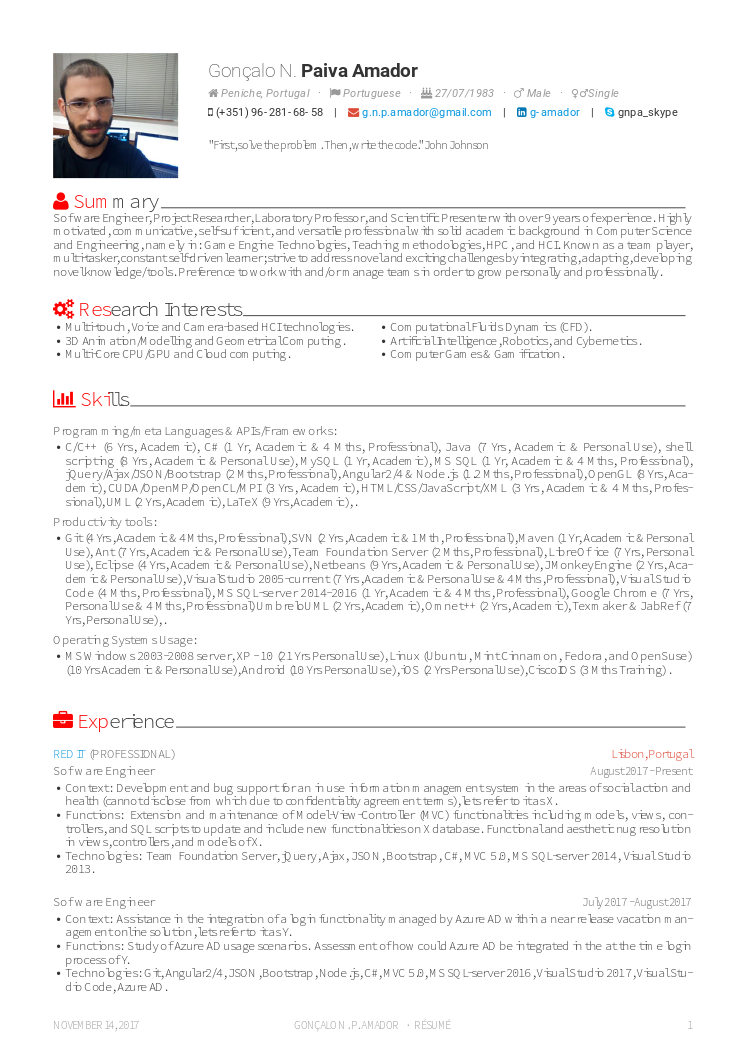 Gonçalo N. Paiva Amador
Peniche, Portugal · Portuguese · 27/07/1983 · Male · Single
(+351) 96-281-68-58 | g.n.p.amador@gmail.com | g-amador | gnpa_skype
"First, solve the problem. Then, write the code." John Johnson
Summary
Software Engineer, Project Researcher, Laboratory Professor, and Scientific Presenter with over 9 years of experience. Highly
motivated, communicative, self-sufficient, and versatile professional with solid academic background in Computer Science
and Engineering, namely in: Game Engine Technologies, Teaching methodologies, HPC, and HCI. Known as a team player,
multi-tasker, constant self-driven learner; strive to address novel and exciting challenges by integrating, adapting, developing
novel knowledge/tools. Preference to work with and/or manage teams in order to grow personally and professionally.
Research Interests
• Multi-touch, Voice and Camera-based HCI technologies.
• 3D Animation/Modelling and Geometrical Computing.
• Multi-Core CPU/GPU and Cloud computing.
• Computational Fluids Dynamics (CFD).
• Artificial Intelligence, Robotics, and Cybernetics.
• Computer Games & Gamification.
Skills
Programming/meta Languages & APIs/Frameworks:
• C/C++ (6 Yrs, Academic), C# (1 Yr, Academic & 4 Mths, Professional), Java (7 Yrs, Academic & Personal Use), shell
scripting (8 Yrs, Academic & Personal Use), MySQL (1 Yr, Academic), MS SQL (1 Yr, Academic & 4 Mths, Professional),
jQuery/Ajax/JSON/Bootstrap (2 Mths, Professional), Angular2/4 & Node.js (1.2 Mths, Professional), OpenGL (8 Yrs, Aca-
demic), CUDA/OpenMP/OpenCL/MPI (3 Yrs, Academic), HTML/CSS/JavaScript/XML (3 Yrs, Academic & 4 Mths, Profes-
sional), UML (2 Yrs, Academic), LaTeX (9 Yrs, Academic), .
Productivity tools:
• Git (4 Yrs, Academic & 4 Mths, Professional), SVN (2 Yrs, Academic & 1 Mth, Professional), Maven (1 Yr, Academic & Personal
Use), Ant (7 Yrs, Academic & Personal Use), Team Foundation Server (2 Mths, Professional), LibreOffice (7 Yrs, Personal
Use), Eclipse (4 Yrs, Academic & Personal Use), Netbeans (9 Yrs, Academic & Personal Use), JMonkeyEngine (2 Yrs, Aca-
demic & Personal Use), Visual Studio 2005-current (7 Yrs, Academic & Personal Use & 4 Mths, Professional), Visual Studio
Code (4 Mths, Professional), MS SQL-server 2014-2016 (1 Yr, Academic & 4 Mths, Professional), Google Chrome (7 Yrs,
Personal Use & 4 Mths, Professional) Umbrelo UML (2 Yrs, Academic), Omnet++ (2 Yrs, Academic), Texmaker & JabRef (7
Yrs, Personal Use), .
Operating Systems Usage:
• MS Windows 2003-2008 server, XP - 10 (21 Yrs Personal Use), Linux (Ubuntu, Mint Cinnamon, Fedora, and OpenSuse)
(10 Yrs Academic & Personal Use), Android (10 Yrs Personal Use), iOS (2 Yrs Personal Use), Cisco IOS (3 Mths Training).
Experience
RED IT (PROFESSIONAL) Lisbon, Portugal
Software Engineer August 2017 - Present
• Context: Development and bug support for an in use information management system in the areas of social action and
health (cannot disclose from which due to confidentiality agreement terms), lets refer to it as X.
• Functions: Extension and maintenance of Model-View-Controller (MVC) functionalities including models, views, con-
trollers, and SQL scripts to update and include new functionalities on X database. Functional and aesthetic nug resolution
in views, controllers, and models of X.
• Technologies: Team Foundation Server, jQuery, Ajax, JSON, Bootstrap, C#, MVC 5.0, MS SQL-server 2014, Visual Studio
2013.
Software Engineer July 2017 - August 2017
• Context: Assistance in the integration of a login functionality managed by Azure AD within a near release vacation man-
agement online solution, lets refer to it as Y.
• Functions: Study of Azure AD usage scenarios. Assessment of how could Azure AD be integrated in the at the time login
process of Y.
• Technologies: Git, Angular2/4, JSON, Bootstrap, Node.js, C#, MVC 5.0, MS SQL-server 2016, Visual Studio 2017, Visual Stu-
dio Code, Azure AD.
NOVEMBER 14, 2017 GONÇALO N. P. AMADOR · RÉSUMÉ 1